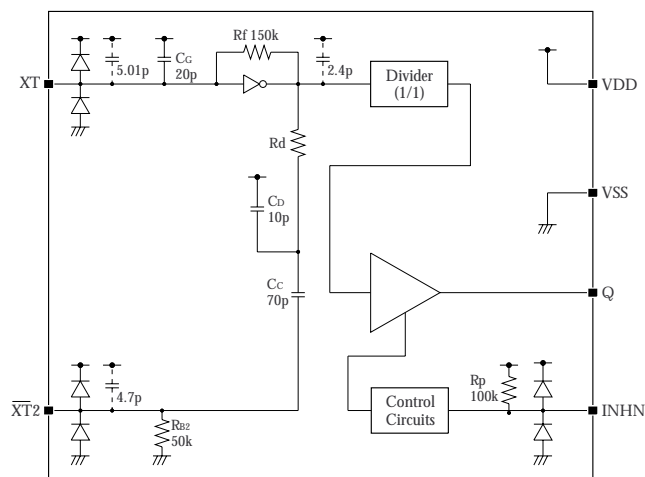 Rf 150k
XT
5.01p
CG
20p
2.4p
Divider
(1/1)
VDD
Rd
CD
10p
VSS
CC
70p
Q
XT2
4.7p
RB2
50k
Control
Circuits
Rp
100k
INHN